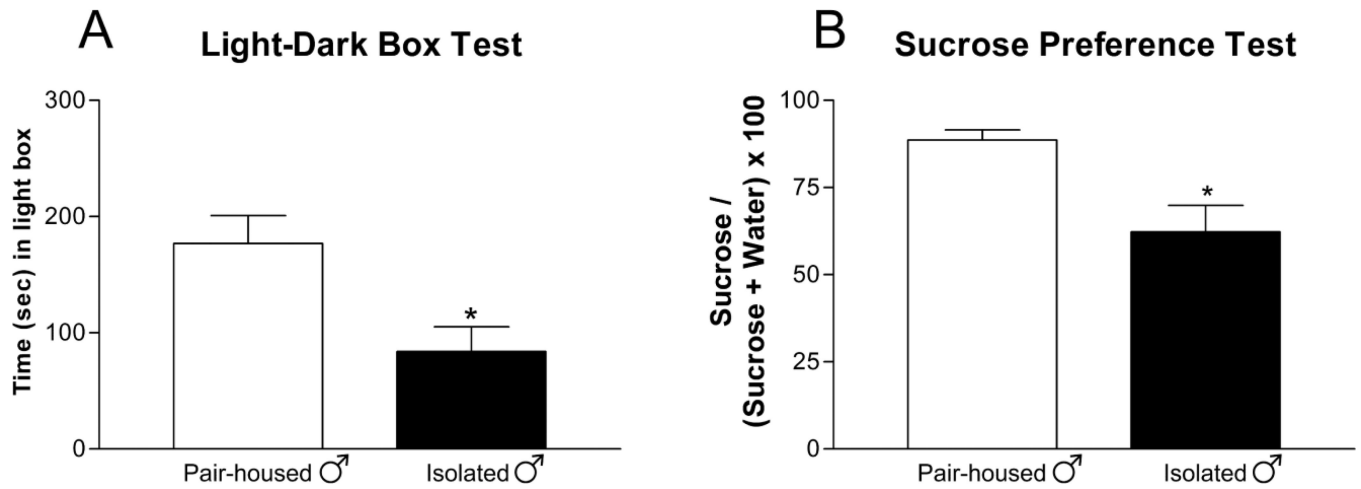 A
Light-Dark Box Test
Time (sec) in light box
300
200
100
0
*
Pair-housed ♂
Isolated ♂
B
Sucrose Preference Test
Sucrose /
(Sucrose + Water) x 100
100
75
50
25
0
*
Pair-housed ♂
Isolated ♂